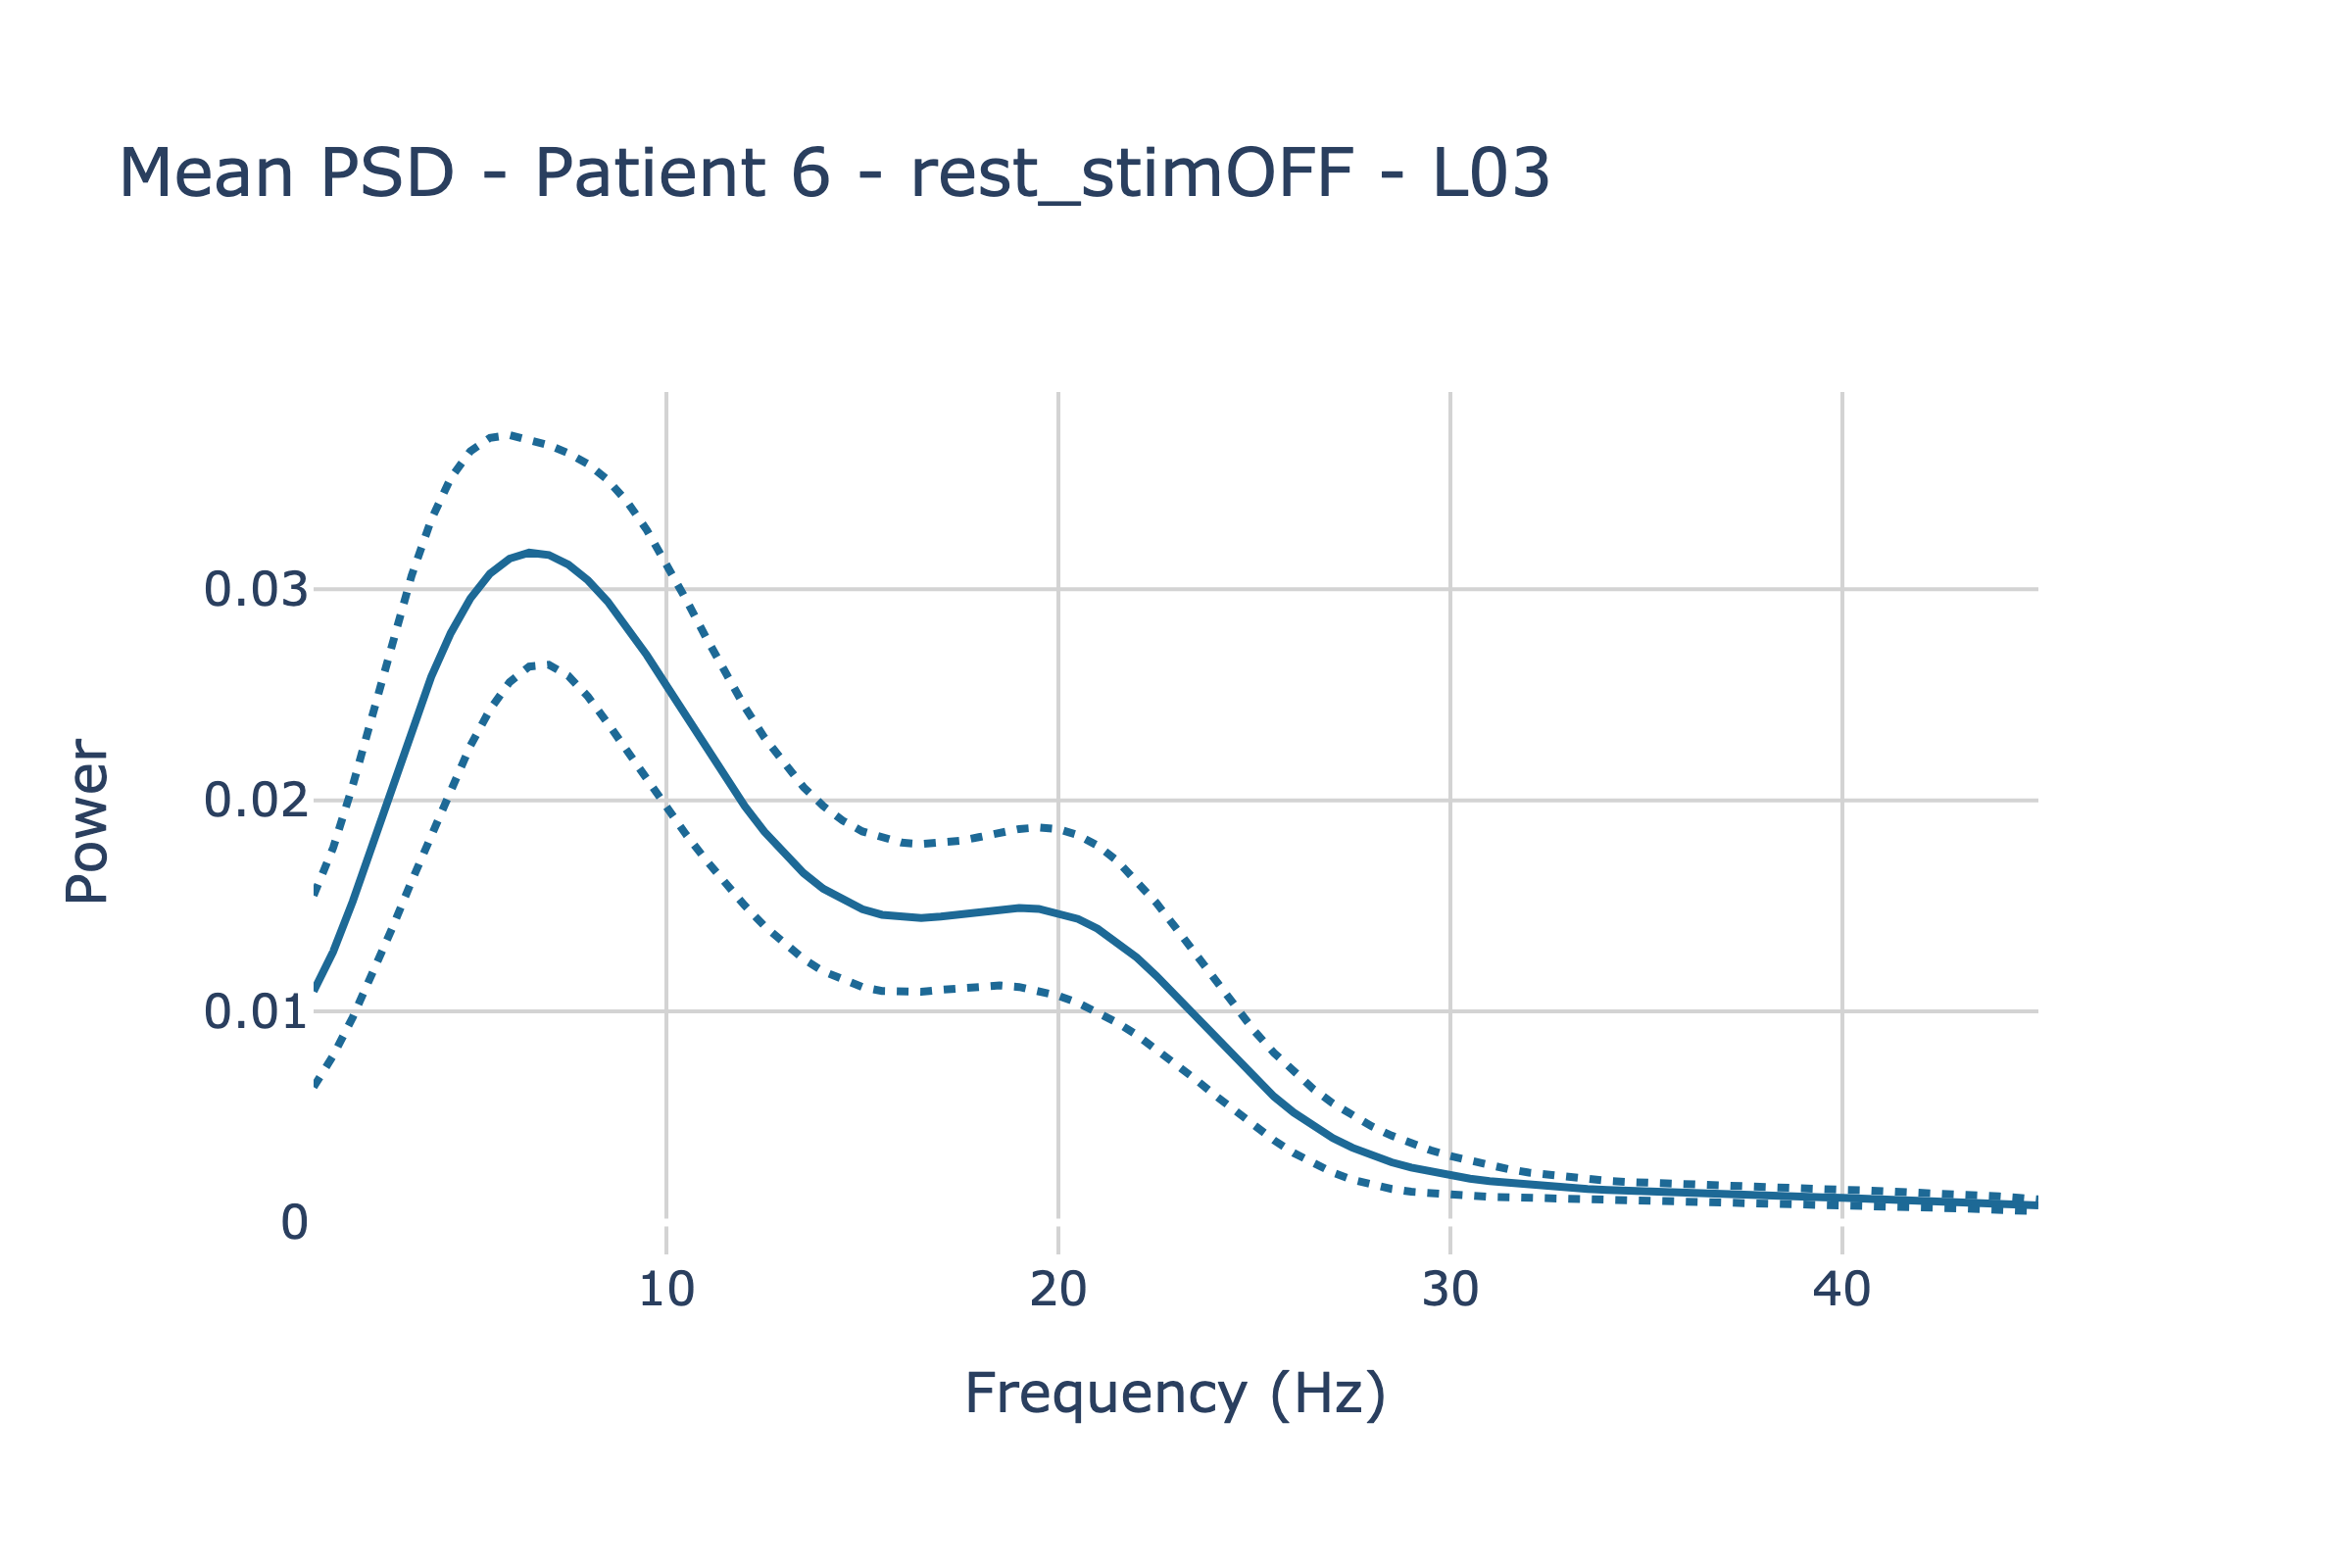 Mean PSD - Patient 6 - rest_stimOFF - L03
Power
0.03
0.02
0.01
0
10 20 30 40
Frequency (Hz)